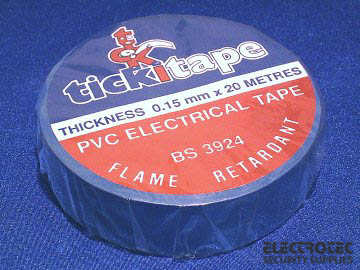 tickitape
THICKNESS 0.15 mm x 20 METRES
PVC ELECTRICAL TAPE
BS 3924
FLAME RETARDANT
ELECTROTEC
SECURITY SUPPLIES